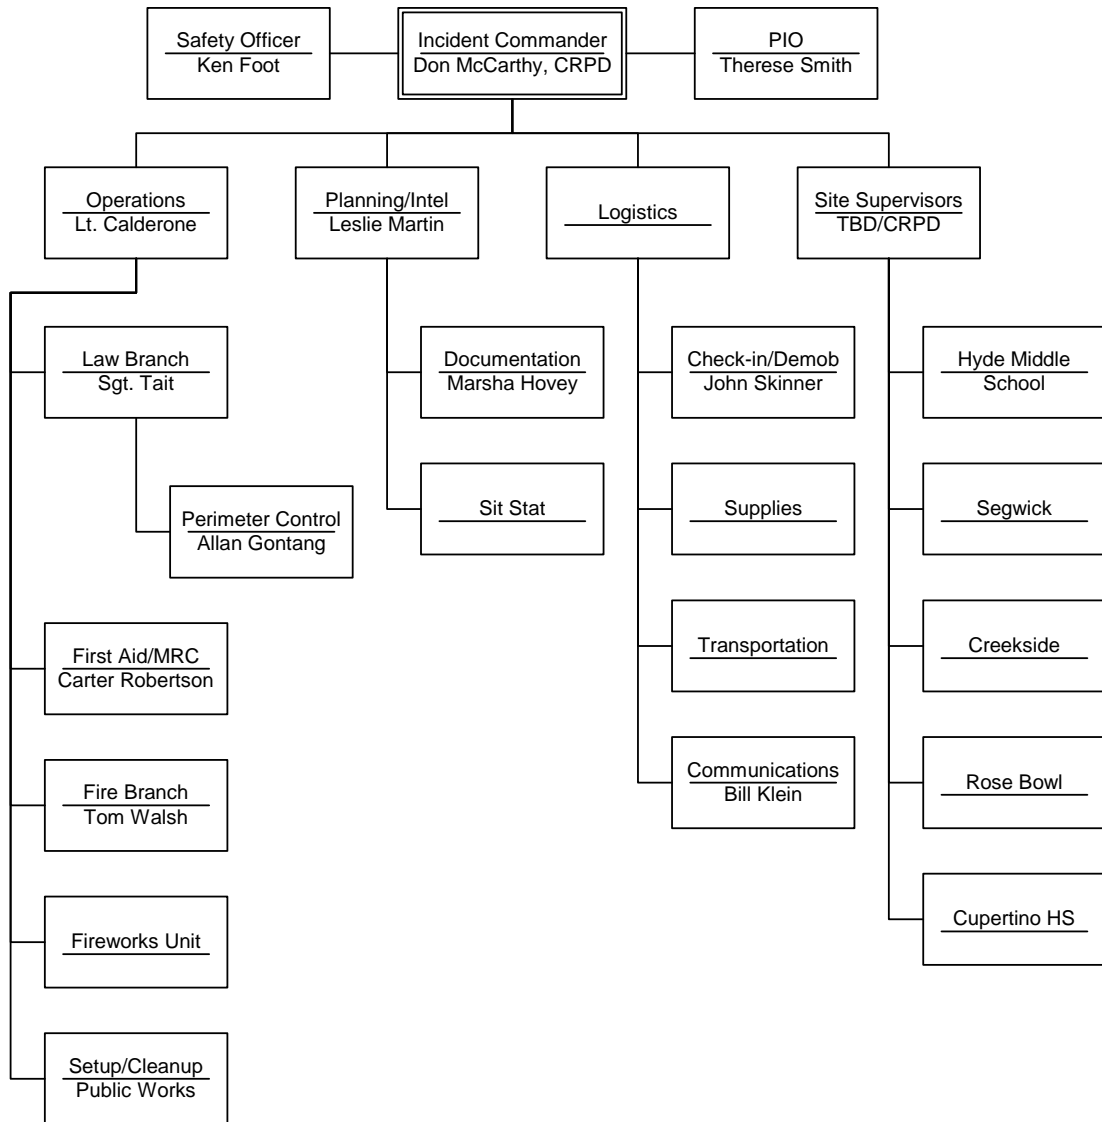 Safety Officer
Ken Foot
Incident Commander
Don McCarthy, CRPD
PIO
Therese Smith
Operations
Lt. Calderone
Planning/Intel
Leslie Martin
Logistics
Site Supervisors
TBD/CRPD
Law Branch
Sgt. Tait
Documentation
Marsha Hovey
Check-in/Demob
John Skinner
Hyde Middle
School
Perimeter Control
Allan Gontang
Sit Stat
Supplies
Segwick
First Aid/MRC
Carter Robertson
Transportation
Creekside
Fire Branch
Tom Walsh
Communications
Bill Klein
Rose Bowl
Fireworks Unit
Cupertino HS
Setup/Cleanup
Public Works